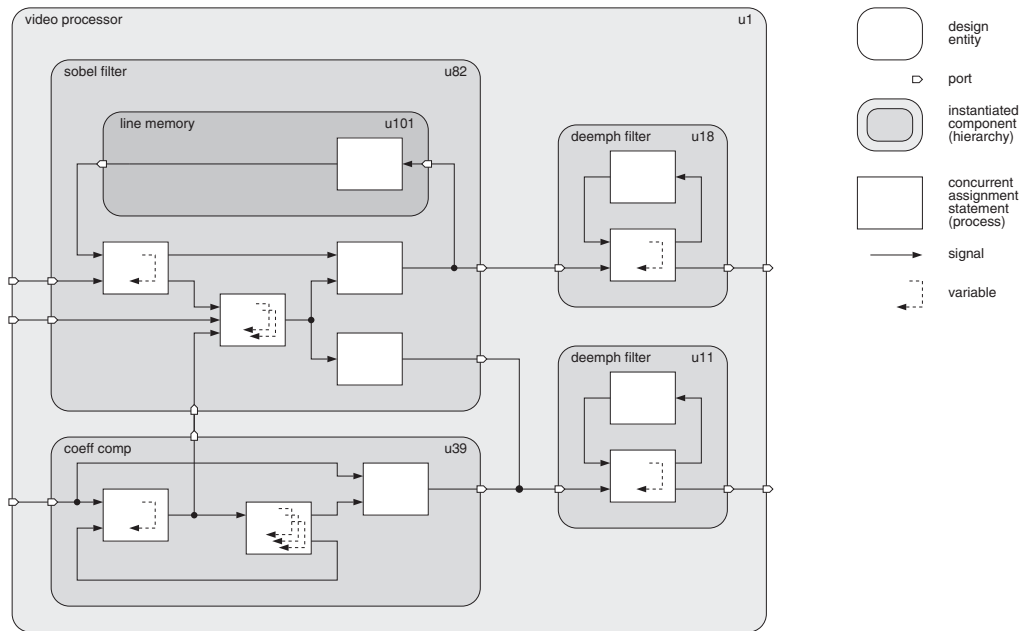 video processor u1
sobel filter u82
line memory u101
deemph filter u18
deemph filter u11
coeff comp u39
design
entity
port
instantiated
component
(hierarchy)
concurrent
assignment
statement
(process)
signal
variable